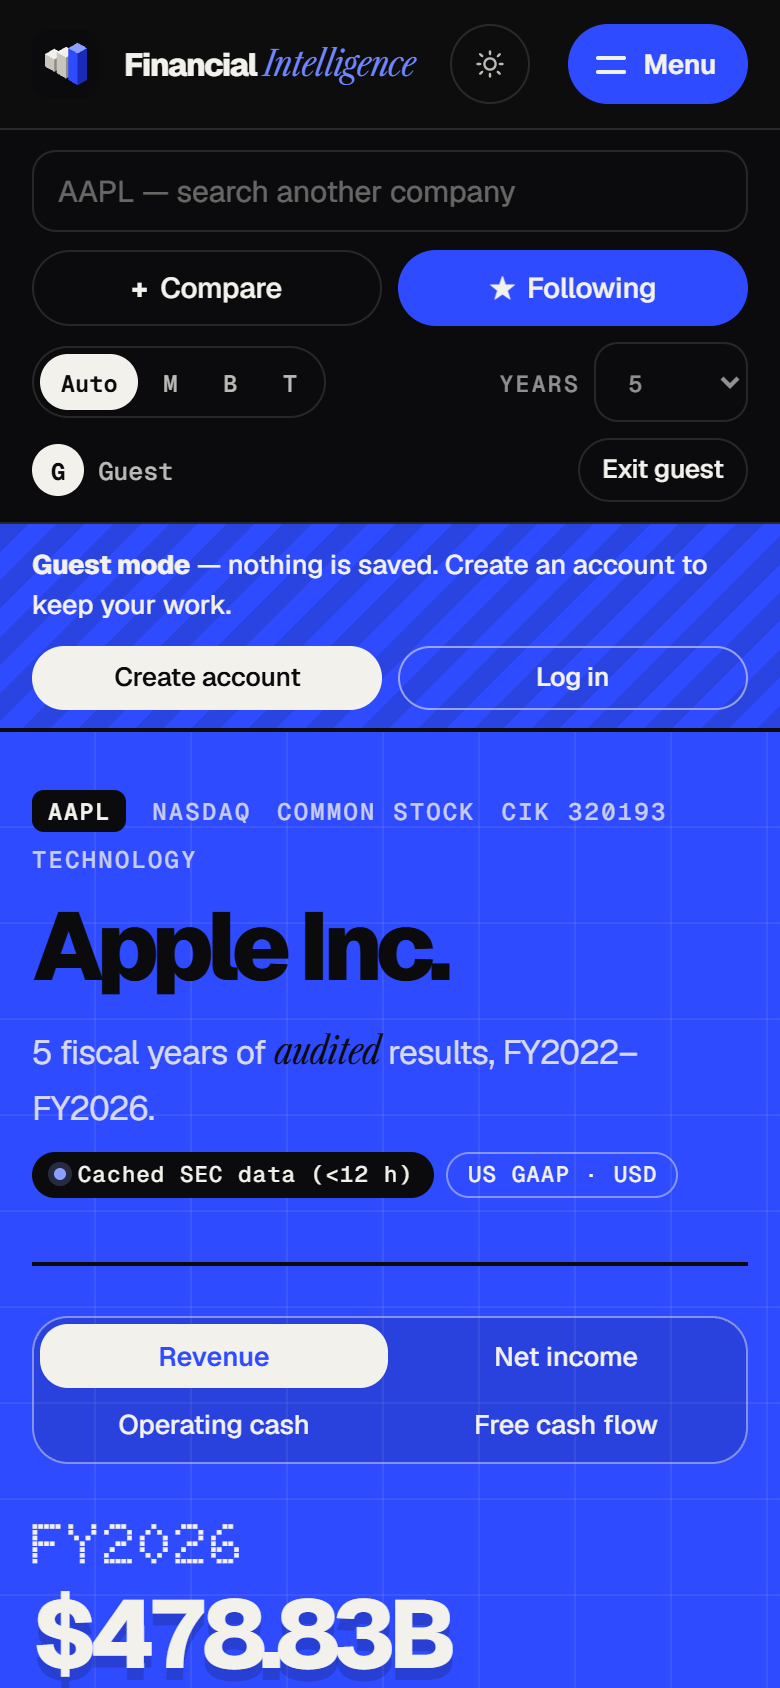 Financial Intelligence
Menu
AAPL — search another company
+ Compare
★ Following
Auto M B T
YEARS 5
G Guest
Exit guest
Guest mode — nothing is saved. Create an account to
keep your work.
Create account
Log in
AAPL NASDAQ COMMON STOCK CIK 320193
TECHNOLOGY
Apple Inc.
5 fiscal years of audited results, FY2022–
FY2026.
Cached SEC data (<12 h)
US GAAP · USD
Revenue
Net income
Operating cash
Free cash flow
FY2026
$478.83B